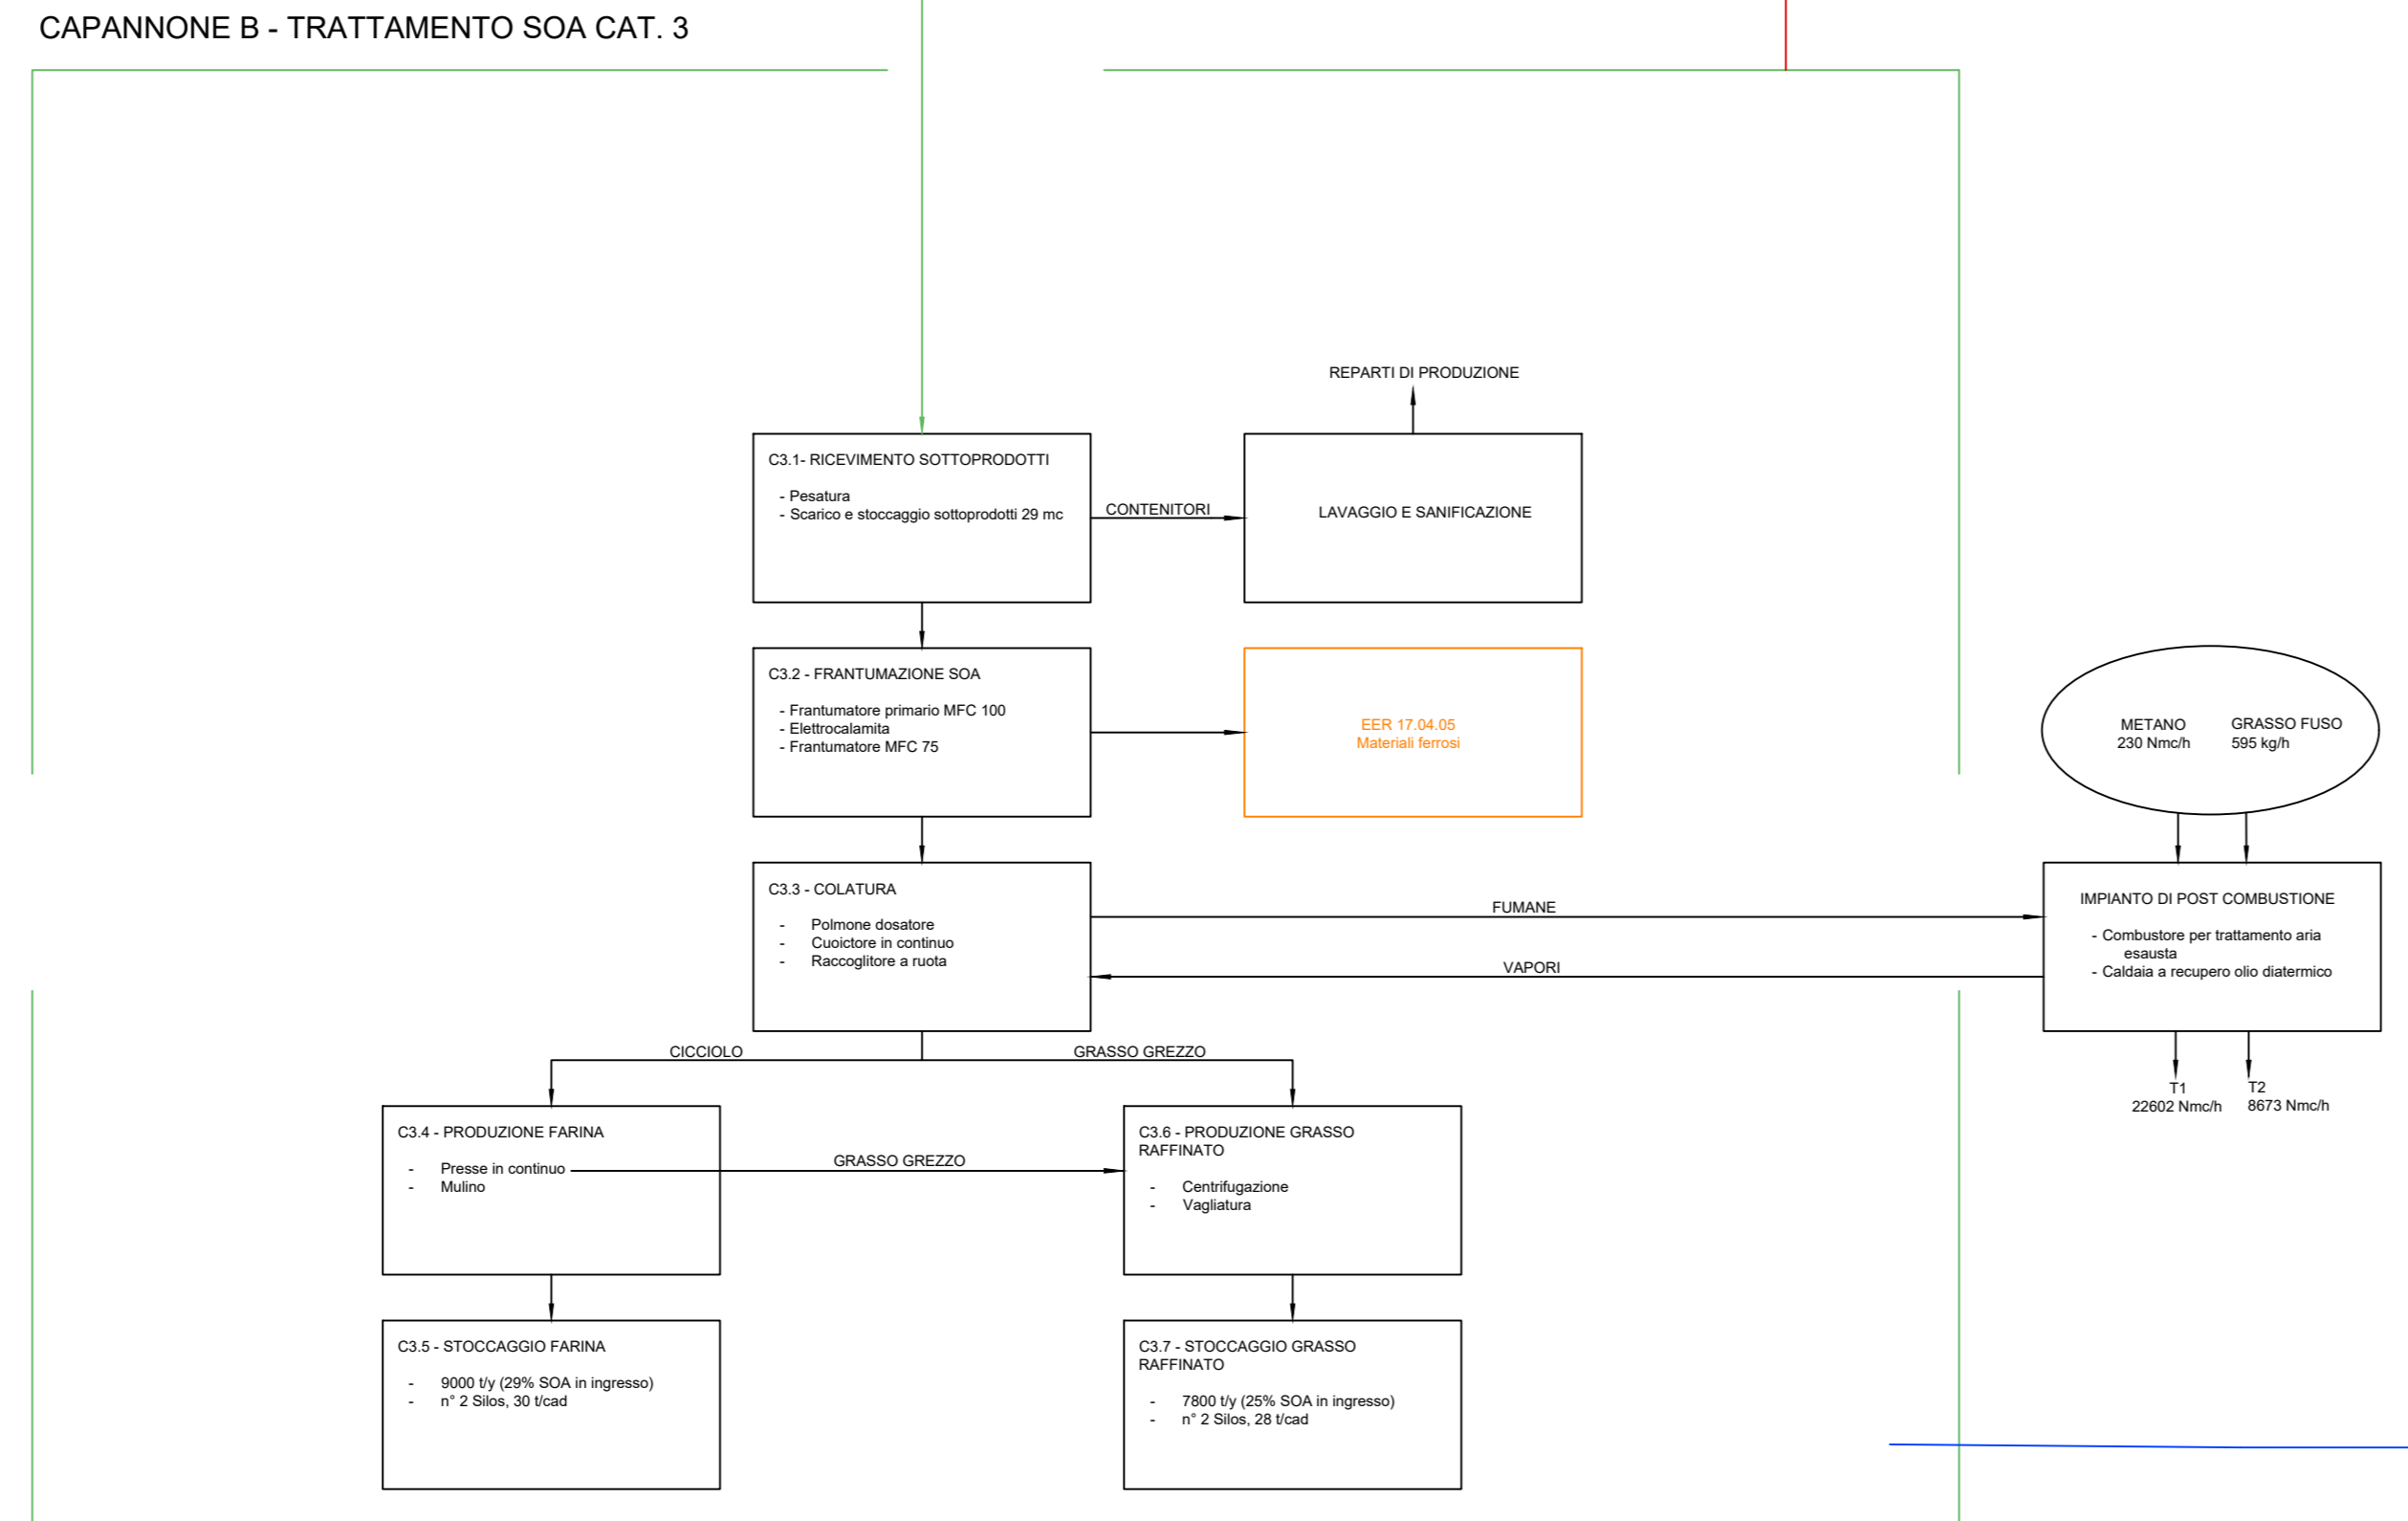 CAPANNONE B - TRATTAMENTO SOA CAT. 3
REPARTI DI PRODUZIONE
C3.1- RICEVIMENTO SOTTOPRODOTTI
- Pesatura
- Scarico e stoccaggio sottoprodotti 29 mc
CONTENITORI
LAVAGGIO E SANIFICAZIONE
C3.2 - FRANTUMAZIONE SOA
- Frantumatore primario MFC 100
- Elettrocalamita
- Frantumatore MFC 75
EER 17.04.05
Materiali ferrosi
METANO
230 Nmc/h
GRASSO FUSO
595 kg/h
C3.3 - COLATURA
- Polmone dosatore
- Cuoictore in continuo
- Raccoglitore a ruota
FUMANE
VAPORI
IMPIANTO DI POST COMBUSTIONE
- Combustore per trattamento aria
esausta
- Caldaia a recupero olio diatermico
T1
22602 Nmc/h
T2
8673 Nmc/h
CICCIOLO
GRASSO GREZZO
C3.4 - PRODUZIONE FARINA
- Presse in continuo
- Mulino
GRASSO GREZZO
C3.6 - PRODUZIONE GRASSO
RAFFINATO
- Centrifugazione
- Vagliatura
C3.5 - STOCCAGGIO FARINA
- 9000 t/y (29% SOA in ingresso)
- n° 2 Silos, 30 t/cad
C3.7 - STOCCAGGIO GRASSO
RAFFINATO
- 7800 t/y (25% SOA in ingresso)
- n° 2 Silos, 28 t/cad